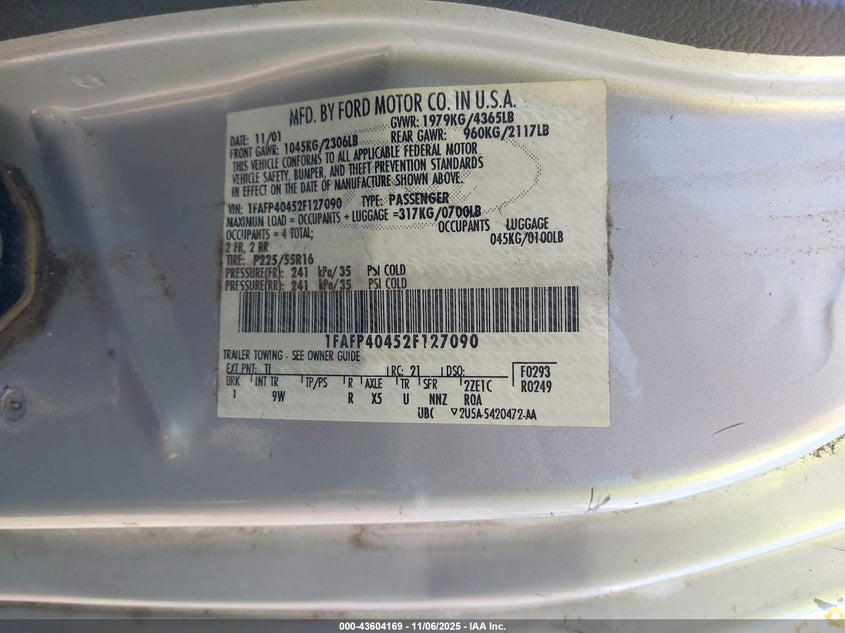 MFD. BY FORD MOTOR CO. IN U.S.A.
DATE: 11/01 GVWR: 1979KG/4365LB
FRONT GAWR: 1045KG/2306LB REAR GAWR: 960KG/2117LB
THIS VEHICLE CONFORMS TO ALL APPLICABLE FEDERAL MOTOR
VEHICLE SAFETY, BUMPER, AND THEFT PREVENTION STANDARDS
IN EFFECT ON THE DATE OF MANUFACTURE SHOWN ABOVE.
VIN: 1FAFP40452F127090 TYPE: PASSENGER
MAXIMUM LOAD = OCCUPANTS + LUGGAGE =317KG/0700LB
OCCUPANTS = 4 TOTAL; OCCUPANTS LUGGAGE
2 FR, 2 RR 045KG/0100LB
TIRE: P225/55R16
PRESSURE(FR): 241 kPa/35 PSI COLD
PRESSURE(RR): 241 kPa/35 PSI COLD
1FAFP40452F127090
TRAILER TOWING - SEE OWNER GUIDE
EXT PNT: TL RC: 21 DSO: F0293
BRK INT TR TP/PS R AXLE TR SFR 2ZE1C R0249
1 9W R X5 U NNZ ROA
UBC ▽2USA-5420472-AA
000-43604169 - 11/06/2025 - IAA Inc.